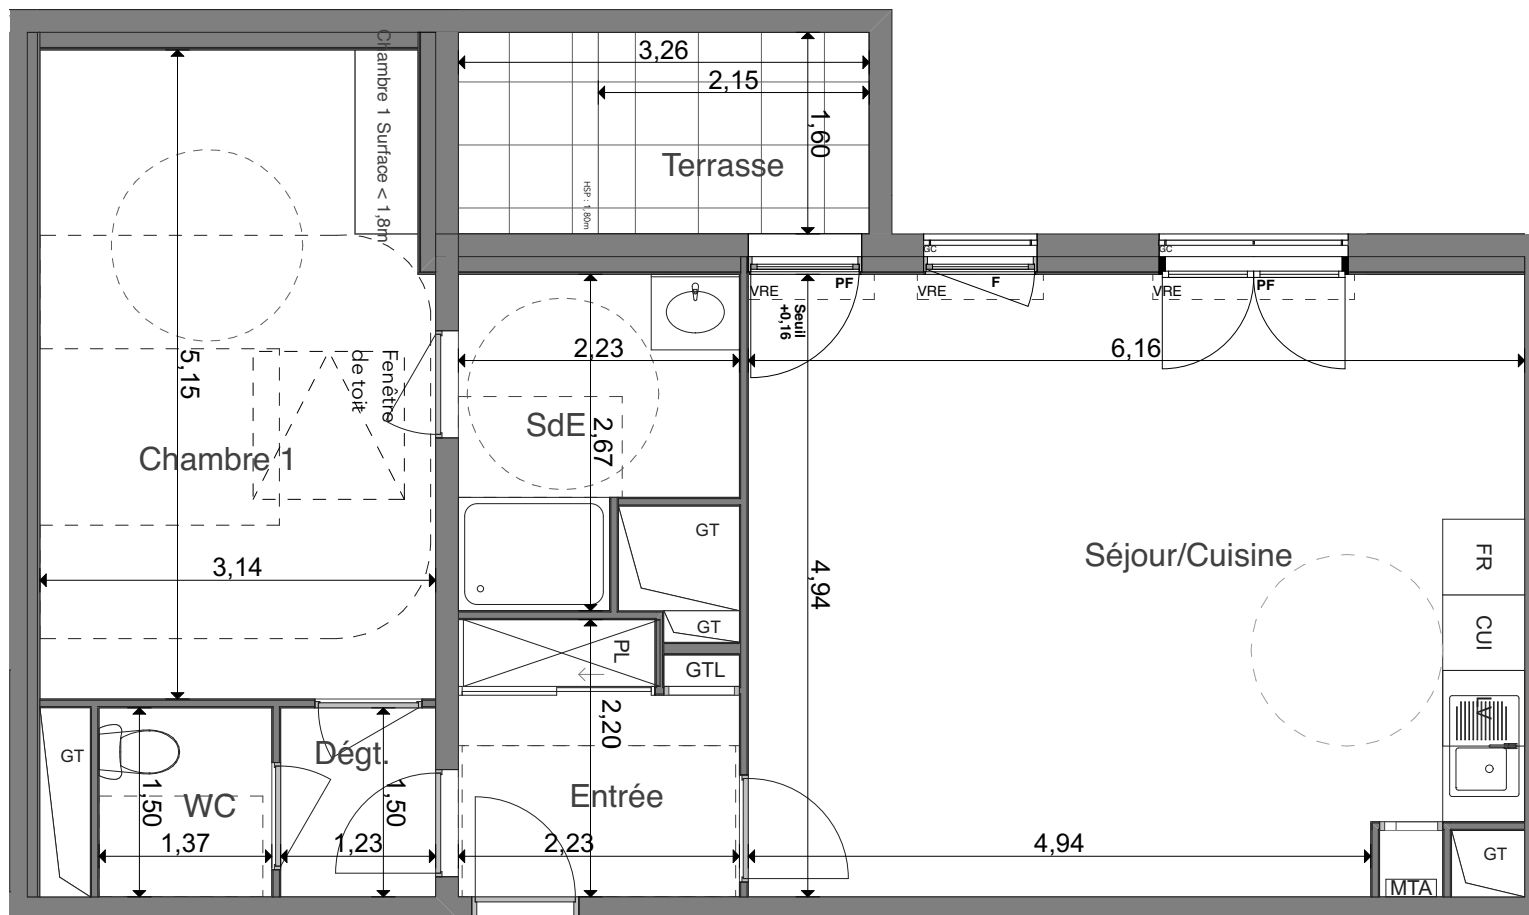 Chambre 1 Surface < 1,8m
3,26
2,15
1,60
Terrasse
HSP : 1,80m
GC
GC
VRE
PF
VRE
F
VRE
PF
Seuil
+0,16
5,15
Fenêtre
de toit
2,23
6,16
SdE
2,67
Chambre 1
GT
Séjour/Cuisine
FR
3,14
4,94
CUI
GT
PL
GTL
LV
2,20
GT
Dégt.
1,50
WC
1,50
Entrée
1,37
1,23
2,23
4,94
GT
MTA